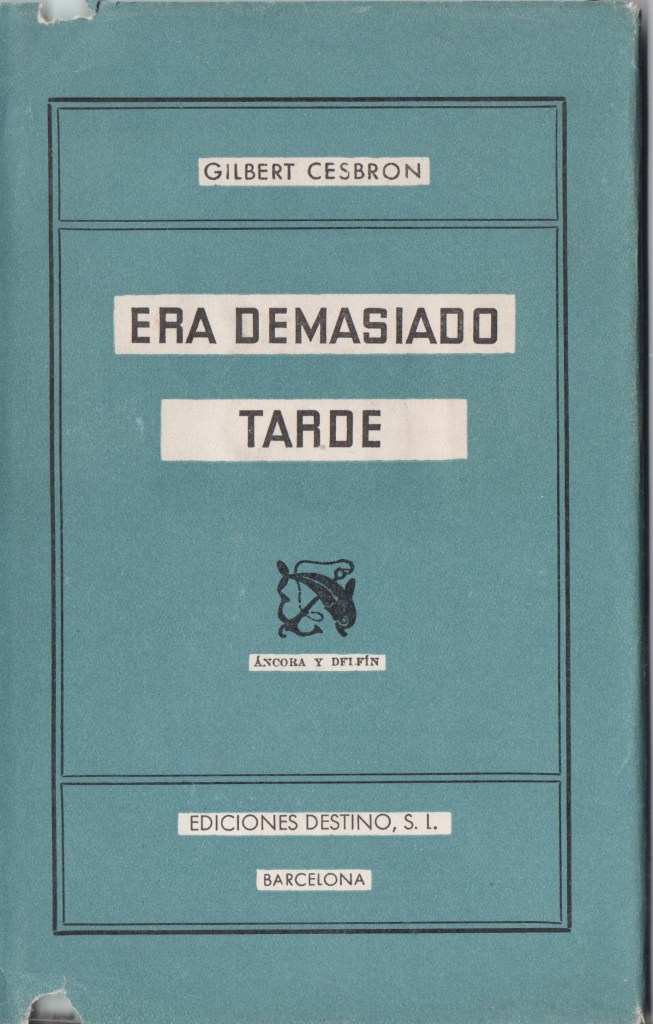 GILBERT CESBRON
ERA DEMASIADO
TARDE
ÁNCORA Y DELFÍN
EDICIONES DESTINO, S. L.
BARCELONA